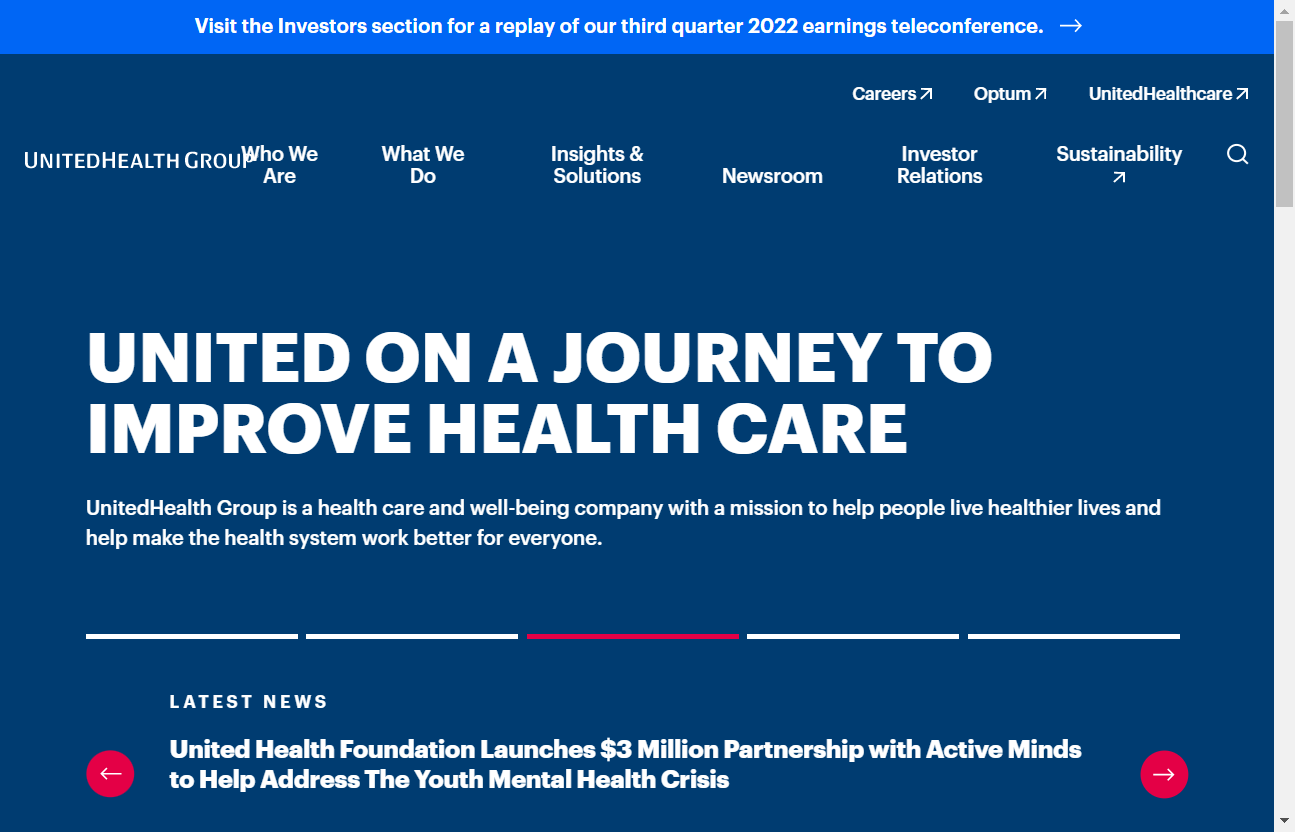 Visit the Investors section for a replay of our third quarter 2022 earnings teleconference.
Careers
Optum
UnitedHealthcare
UNITEDHEALTH GROUP
Who We
Are
What We
Do
Insights &
Solutions
Newsroom
Investor
Relations
Sustainability
UNITED ON A JOURNEY TO
IMPROVE HEALTH CARE
UnitedHealth Group is a health care and well-being company with a mission to help people live healthier lives and
help make the health system work better for everyone.
LATEST NEWS
United Health Foundation Launches $3 Million Partnership with Active Minds
to Help Address The Youth Mental Health Crisis